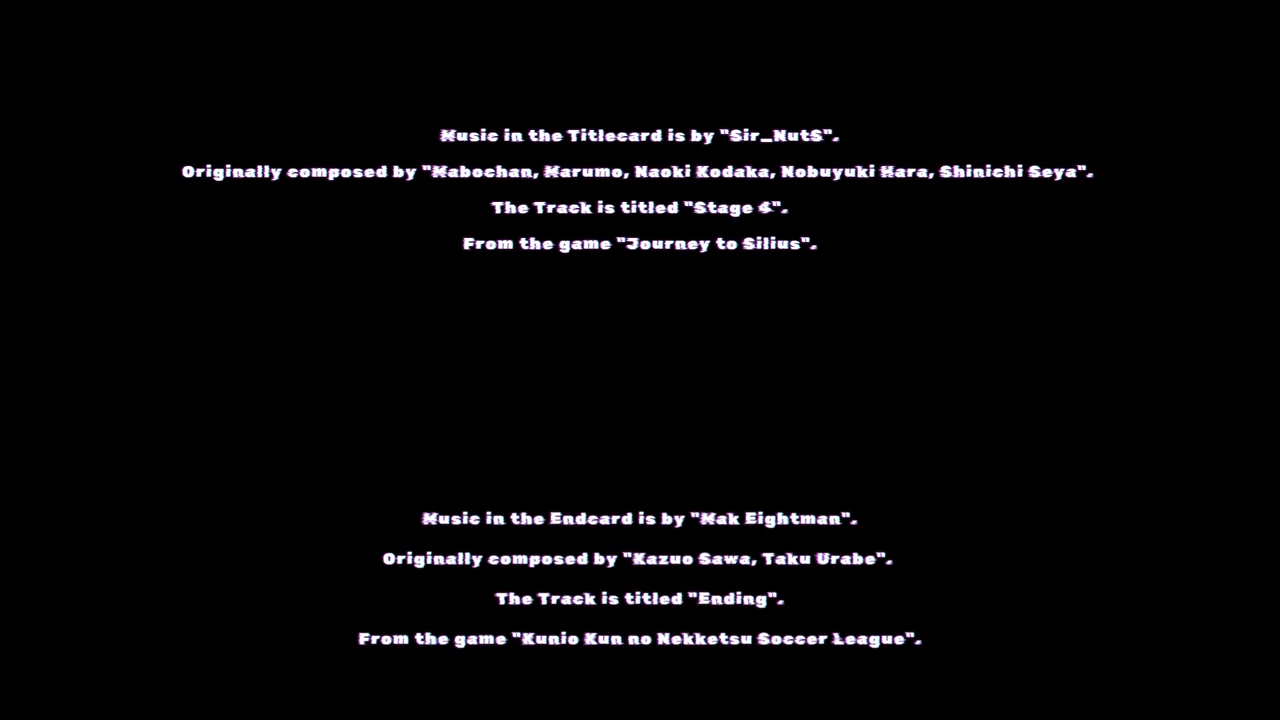 Music in the Titlecard is by "Sir_NutS".
Originally composed by "Mabochan, Marumo, Naoki Kodaka, Nobuyuki Hara, Shinichi Seya".
The Track is titled "Stage 4".
From the game "Journey to Silius".
Music in the Endcard is by "Mak Eightman".
Originally composed by "Kazuo Sawa, Taku Urabe".
The Track is titled "Ending".
From the game "Kunio Kun no Nekketsu Soccer League".